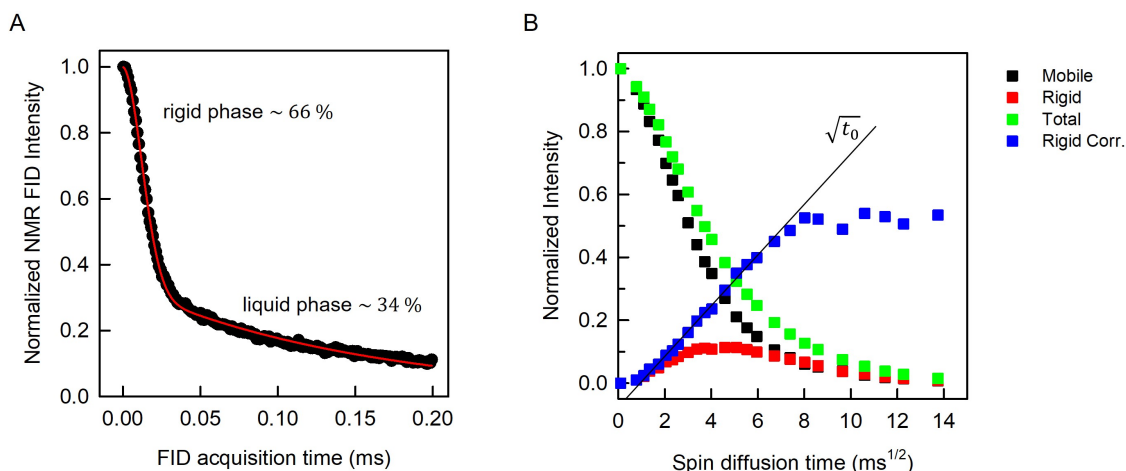 A
Normalized NMR FID Intensity
1.0
0.8
0.6
0.4
0.2
0.0
rigid phase ~ 66 %
liquid phase ~ 34 %
0.00 0.05 0.10 0.15 0.20
FID acquisition time (ms)
B
Normalized Intensity
1.0
0.8
0.6
0.4
0.2
0.0
√t₀
0 2 4 6 8 10 12 14
Spin diffusion time (ms^{1/2})
Mobile
Rigid
Total
Rigid Corr.